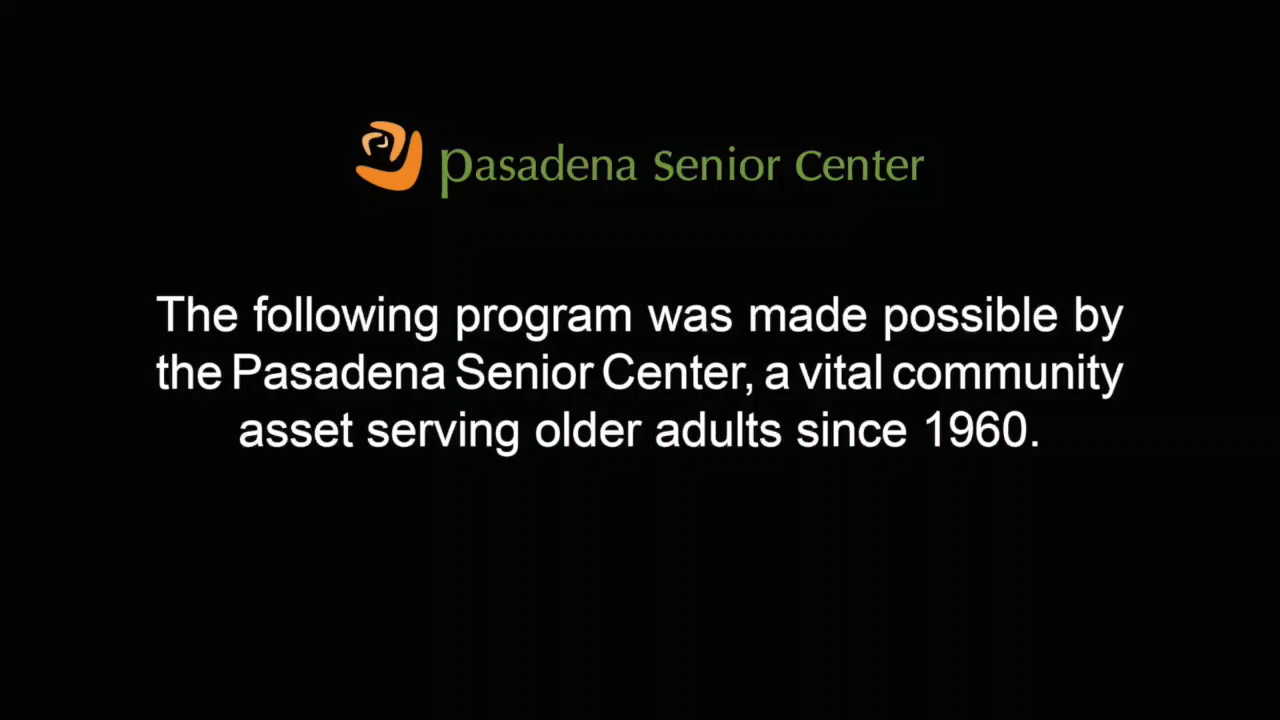 Pasadena Senior Center
The following program was made possible by
the Pasadena Senior Center, a vital community
asset serving older adults since 1960.